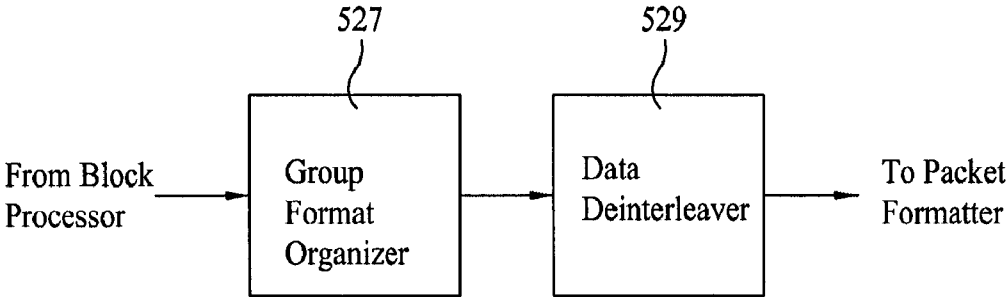 527
529
From Block
Processor
Group
Format
Organizer
Data
Deinterleaver
To Packet
Formatter